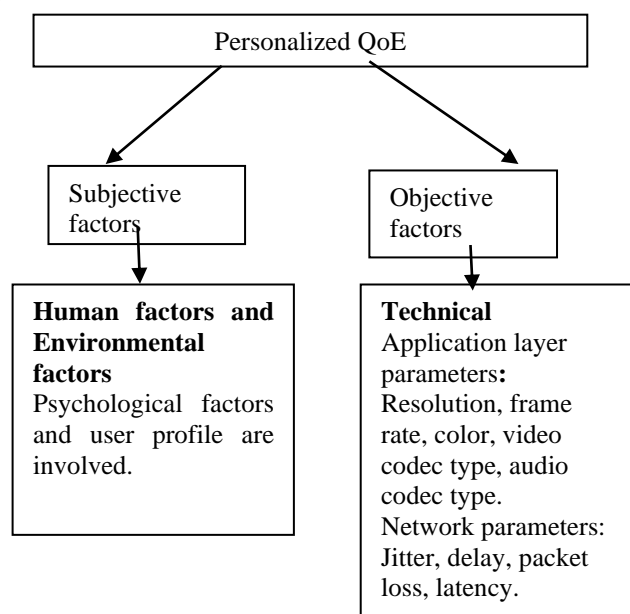 Personalized QoE
Subjective
factors
Objective
factors
Human factors and
Environmental
factors
Psychological factors
and user profile are
involved.
Technical
Application layer
parameters:
Resolution, frame
rate, color, video
codec type, audio
codec type.
Network parameters:
Jitter, delay, packet
loss, latency.